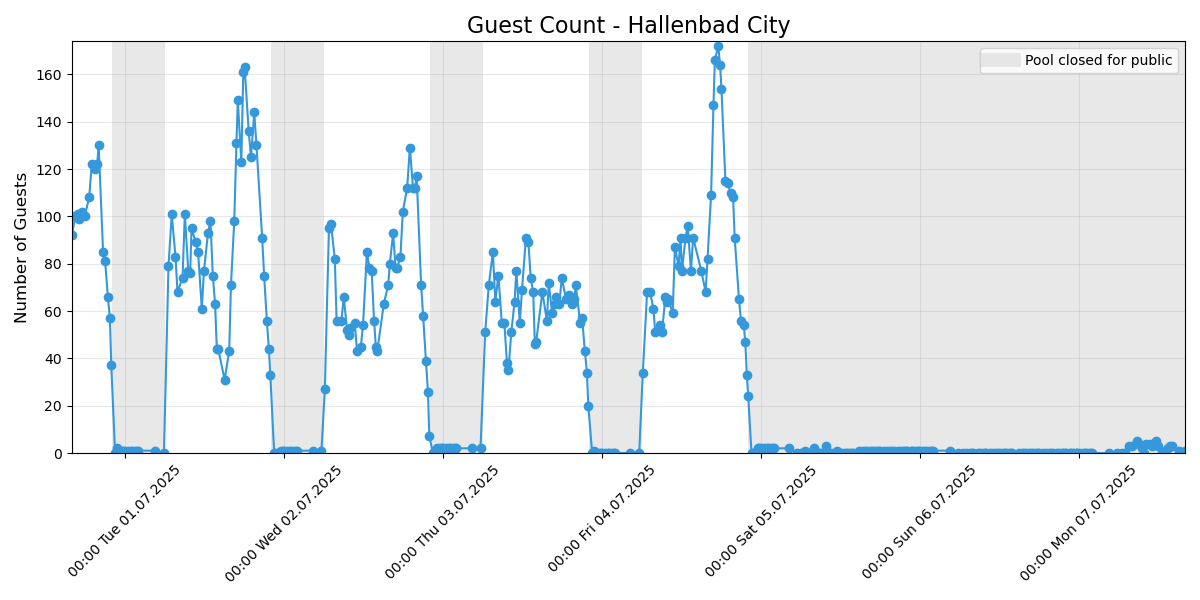 Guest Count - Hallenbad City
Pool closed for public
Number of Guests
160
140
120
100
80
60
40
20
0
00:00 Tue 01.07.2025
00:00 Wed 02.07.2025
00:00 Thu 03.07.2025
00:00 Fri 04.07.2025
00:00 Sat 05.07.2025
00:00 Sun 06.07.2025
00:00 Mon 07.07.2025